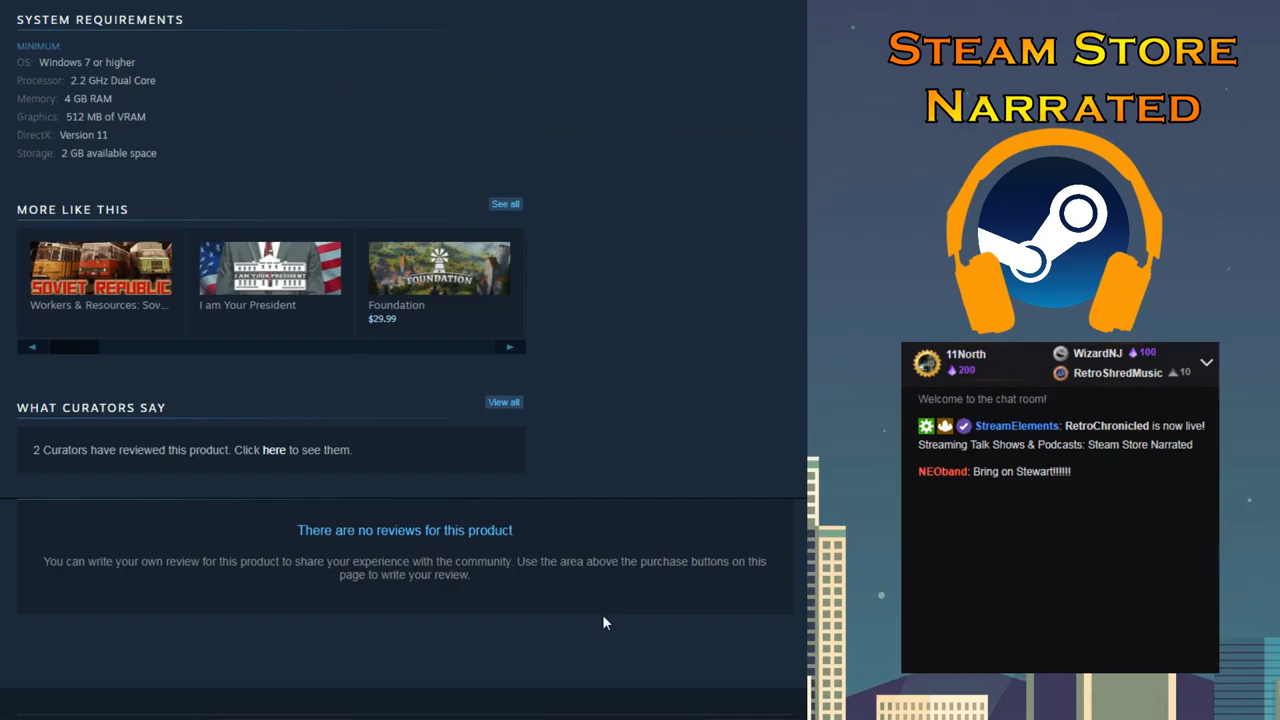 SYSTEM REQUIREMENTS
MINIMUM:
OS: Windows 7 or higher
Processor: 2.2 GHz Dual Core
Memory: 4 GB RAM
Graphics: 512 MB of VRAM
DirectX: Version 11
Storage: 2 GB available space
MORE LIKE THIS
See all
SOVIET REPUBLIC
I AM YOUR PRESIDENT
FOUNDATION
Workers & Resources: Sov...
I am Your President
Foundation
$29.99
WHAT CURATORS SAY
View all
2 Curators have reviewed this product. Click here to see them.
There are no reviews for this product
You can write your own review for this product to share your experience with the community. Use the area above the purchase buttons on this
page to write your review.
STEAM STORE
NARRATED
11North
200
WizardNJ 100
RetroShredMusic 10
Welcome to the chat room!
StreamElements: RetroChronicled is now live!
Streaming Talk Shows & Podcasts: Steam Store Narrated
NEOband: Bring on Stewart!!!!!!